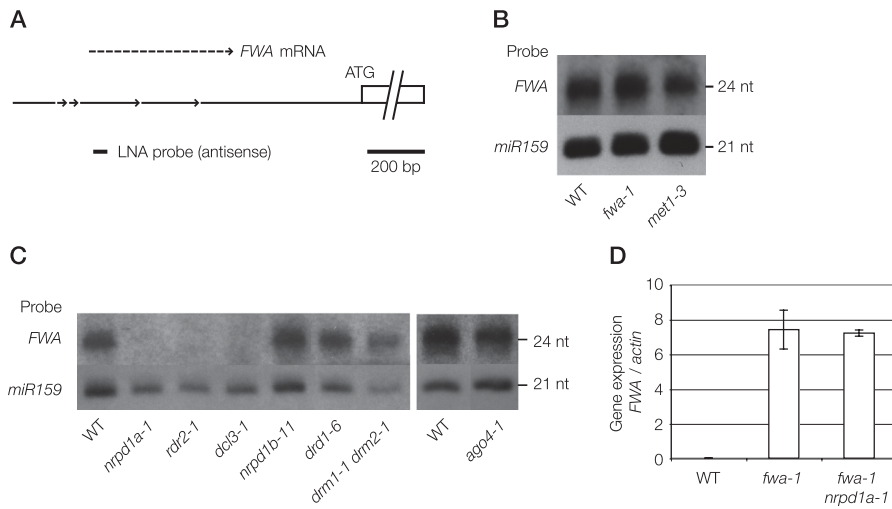 A
FWA mRNA
ATG
LNA probe (antisense)
200 bp
B
Probe
FWA
24 nt
miR159
21 nt
WT
fwa-1
met1-3
C
Probe
FWA
24 nt
miR159
21 nt
WT
nrpd1a-1
rdr2-1
dcl3-1
nrpd1b-11
drd1-6
drm1-1 drm2-1
WT
ago4-1
D
Gene expression
FWA / actin
10
8
6
4
2
0
WT
fwa-1
fwa-1
nrpd1a-1